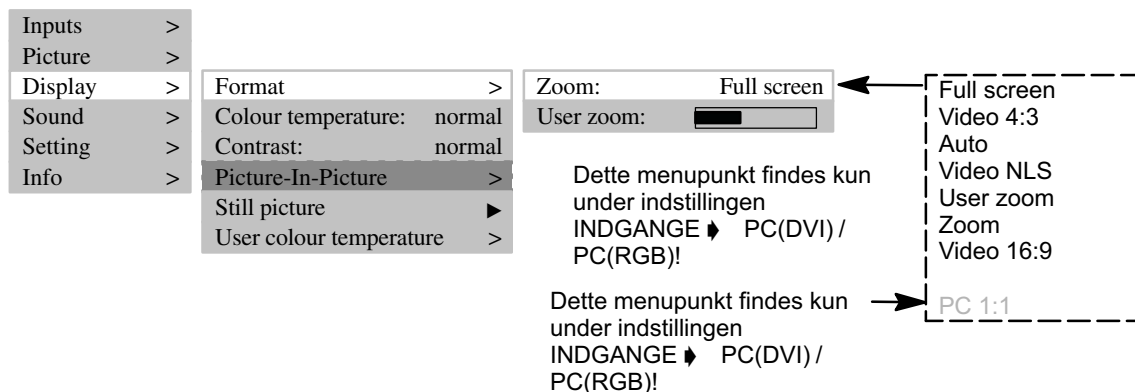 Inputs >
Picture >
Display >
Sound >
Setting >
Info >
Format >
Colour temperature: normal
Contrast: normal
Picture-In-Picture >
Still picture ▶
User colour temperature >
Zoom: Full screen
User zoom:
Full screen
Video 4:3
Auto
Video NLS
User zoom
Zoom
Video 16:9
PC 1:1
Dette menupunkt findes kun
under indstillingen
INDGANGE ➧ PC(DVI) /
PC(RGB)!
Dette menupunkt findes kun
under indstillingen
INDGANGE ➧ PC(DVI) /
PC(RGB)!